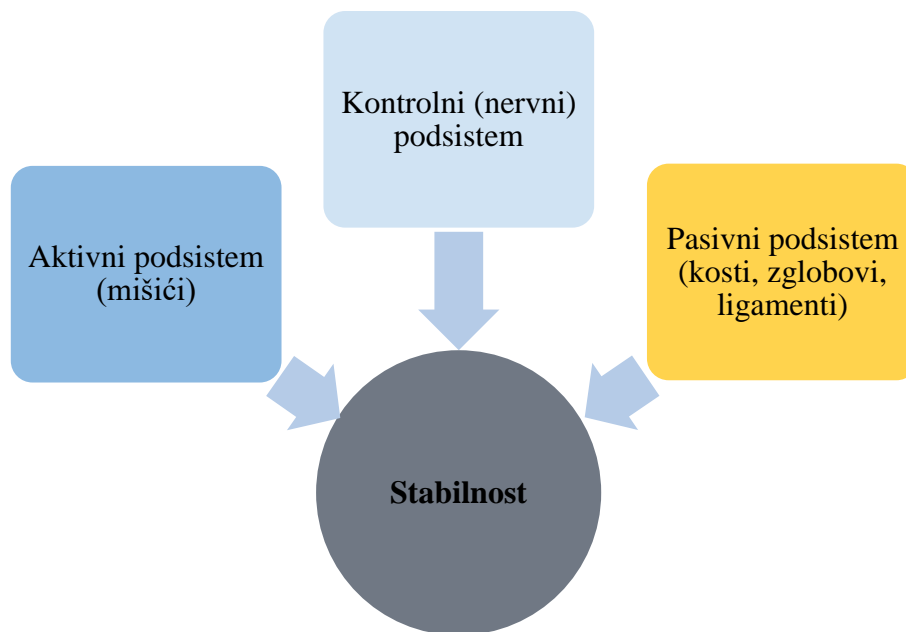 Kontrolni (nervni)
podsistem
Aktivni podsistem
(mišići)
Pasivni podsistem
(kosti, zglobovi,
ligamenti)
Stabilnost